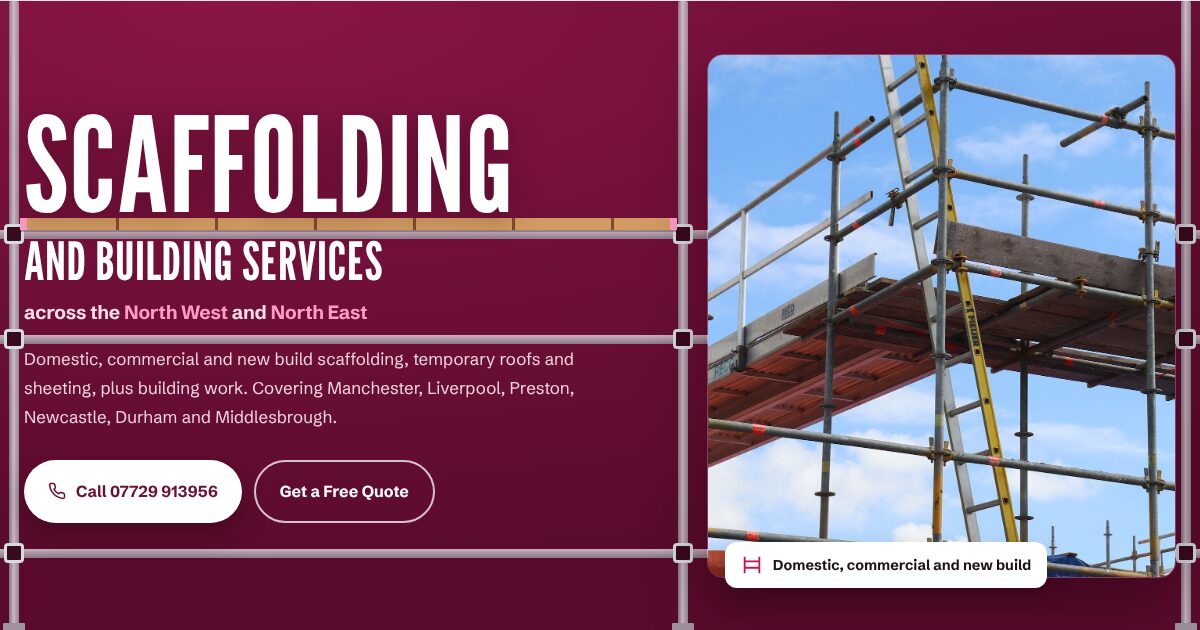 SCAFFOLDING
AND BUILDING SERVICES
across the North West and North East
Domestic, commercial and new build scaffolding, temporary roofs and
sheeting, plus building work. Covering Manchester, Liverpool, Preston,
Newcastle, Durham and Middlesbrough.
Call 07729 913956
Get a Free Quote
Domestic, commercial and new build